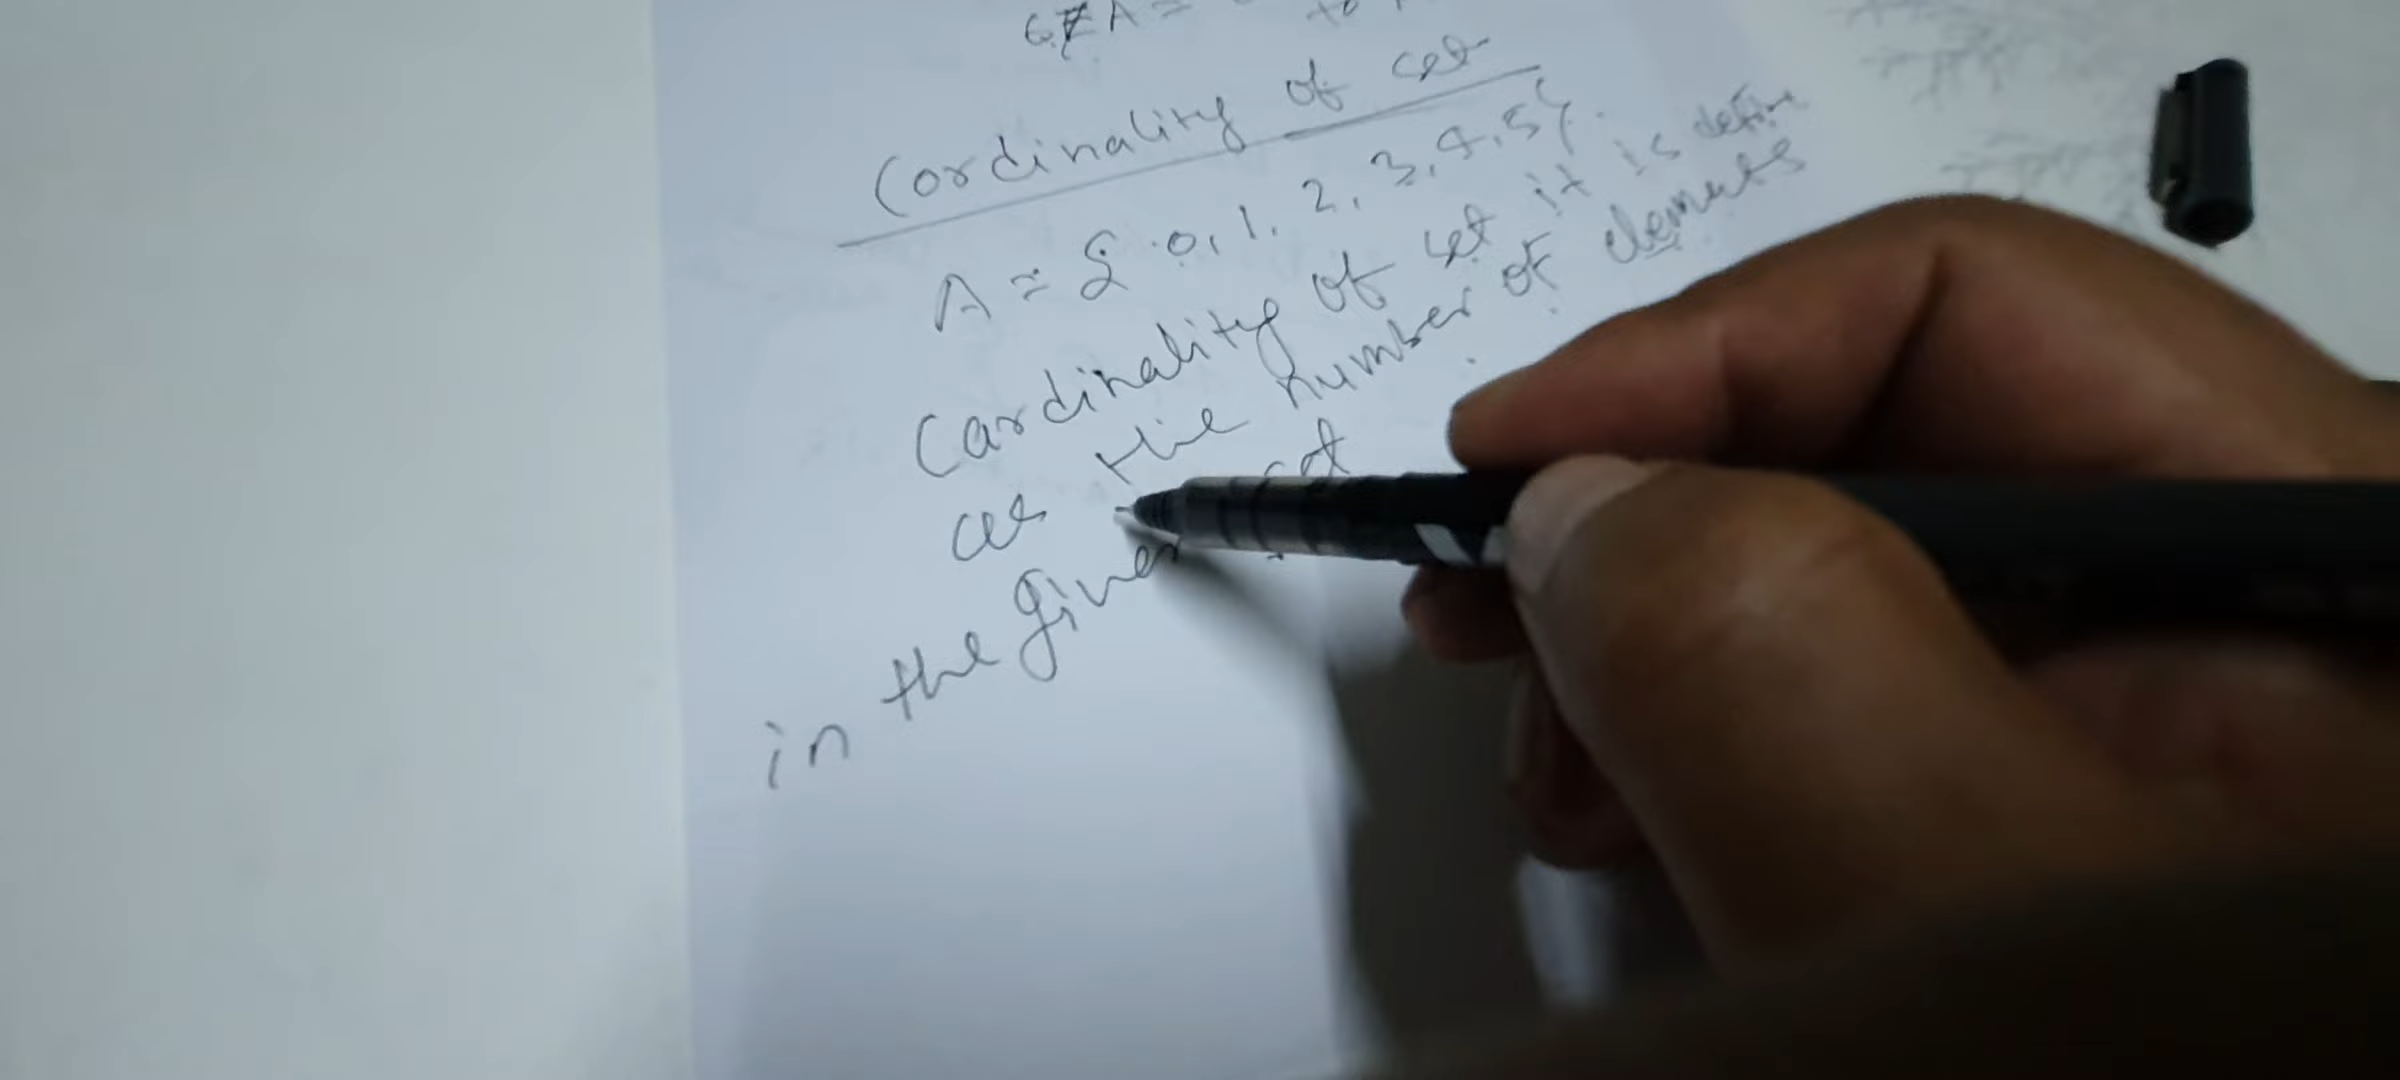 6 ∉ A =
Cordinality of set
A = { 0, 1, 2, 3, 4, 5 }.
Cardinality of set it is define
as the number of elements
in the given set